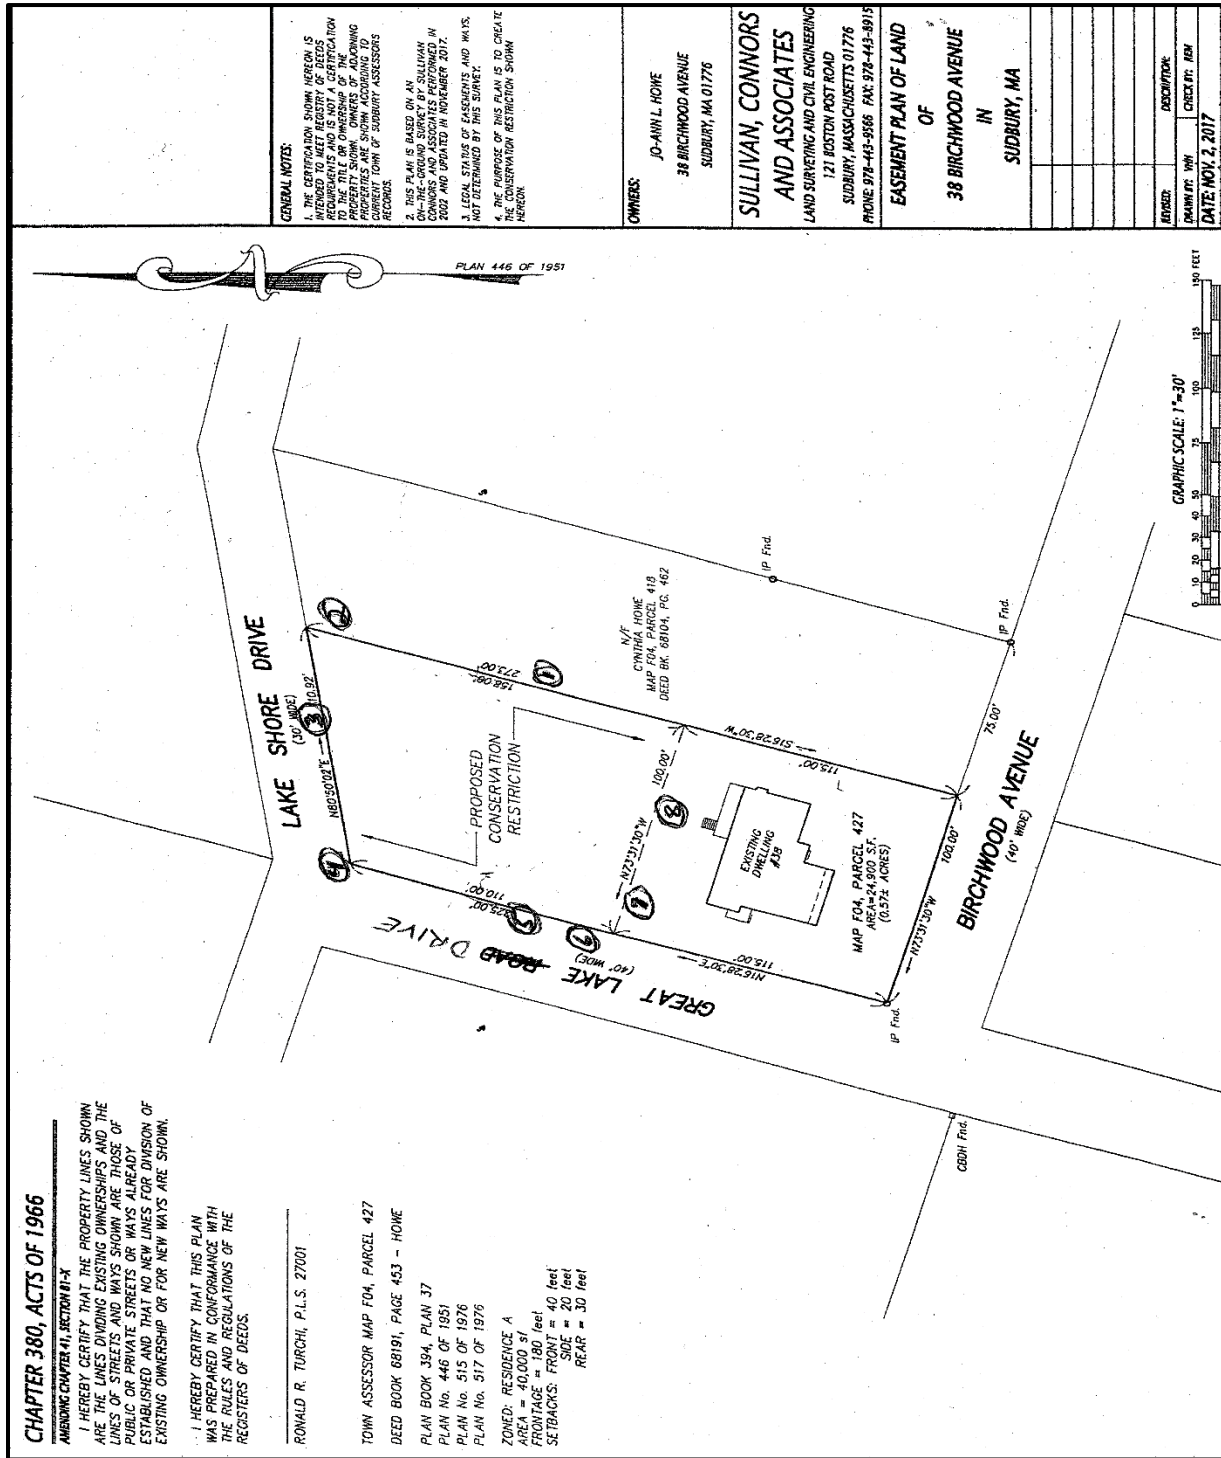 CHAPTER 380, ACTS OF 1966
AMENDING CHAPTER 41, SECTION 81-X
I HEREBY CERTIFY THAT THE PROPERTY LINES SHOWN
ARE THE LINES DIVIDING EXISTING OWNERSHIPS AND THE
LINES OF STREETS AND WAYS SHOWN ARE THOSE OF
PUBLIC OR PRIVATE STREETS OR WAYS ALREADY
ESTABLISHED AND THAT NO NEW LINES FOR DIVISION OF
EXISTING OWNERSHIP OR FOR NEW WAYS ARE SHOWN.
I HEREBY CERTIFY THAT THIS PLAN
WAS PREPARED IN CONFORMANCE WITH
THE RULES AND REGULATIONS OF THE
REGISTERS OF DEEDS.
RONALD R. TURCHI, P.L.S. 27001
TOWN ASSESSOR MAP F04, PARCEL 427
DEED BOOK 68191, PAGE 453 - HOWE
PLAN BOOK 394, PLAN 37
PLAN No. 446 OF 1951
PLAN No. 515 OF 1976
PLAN No. 517 OF 1976
ZONED: RESIDENCE A
AREA = 40,000 sf
FRONTAGE = 180 feet
SETBACKS: FRONT = 40 feet
SIDE = 20 feet
REAR = 30 feet
LAKE SHORE DRIVE
(30' WIDE)
N80°50'02"E
110.92'
3
2
4
GREAT LAKE ROAD DRIVE
(40' WIDE)
110.00'
225.00'
5
6
7
8
PROPOSED
CONSERVATION
RESTRICTION
273.00'
158.08'
1
N73°31'30"W
100.00'
N/F
CYNTHIA HOWE
MAP F04, PARCEL 418
DEED BK. 68104, PG. 462
S16°28'30"W
115.00'
N16°28'30"E
115.00'
EXISTING
DWELLING
#38
MAP F04, PARCEL 427
AREA=24,900 S.F.
(0.57± ACRES)
N73°31'30"W
100.00'
75.00'
IP Fnd.
IP Fnd.
IP Fnd.
CBDH Fnd.
BIRCHWOOD AVENUE
(40' WIDE)
PLAN 446 OF 1951
GRAPHIC SCALE: 1"=30'
0 10 20 30 40 50 75 100 125 150 FEET
GENERAL NOTES:
1. THE CERTIFICATION SHOWN HEREON IS
INTENDED TO MEET REGISTRY OF DEEDS
REQUIREMENTS AND IS NOT A CERTIFICATION
TO THE TITLE OR OWNERSHIP OF THE
PROPERTY SHOWN. OWNERS OF ADJOINING
PROPERTIES ARE SHOWN ACCORDING TO
CURRENT TOWN OF SUDBURY ASSESSORS
RECORDS.
2. THIS PLAN IS BASED ON AN
ON-THE-GROUND SURVEY BY SULLIVAN
CONNORS AND ASSOCIATES PERFORMED IN
2002 AND UPDATED IN NOVEMBER 2017.
3. LEGAL STATUS OF EASEMENTS AND WAYS,
NOT DETERMINED BY THIS SURVEY.
4. THE PURPOSE OF THIS PLAN IS TO CREATE
THE CONSERVATION RESTRICTION SHOWN
HEREON.
OWNERS:
JO-ANN L. HOWE
38 BIRCHWOOD AVENUE
SUDBURY, MA 01776
SULLIVAN, CONNORS
AND ASSOCIATES
LAND SURVEYING AND CIVIL ENGINEERING
121 BOSTON POST ROAD
SUDBURY, MASSACHUSETTS 01776
PHONE: 978-443-9566 FAX: 978-443-8915
EASEMENT PLAN OF LAND
OF
38 BIRCHWOOD AVENUE
IN
SUDBURY, MA
REVISED: DESCRIPTION:
DRAWN BY: VHV CHECK BY: REM
DATE: NOV. 2, 2017